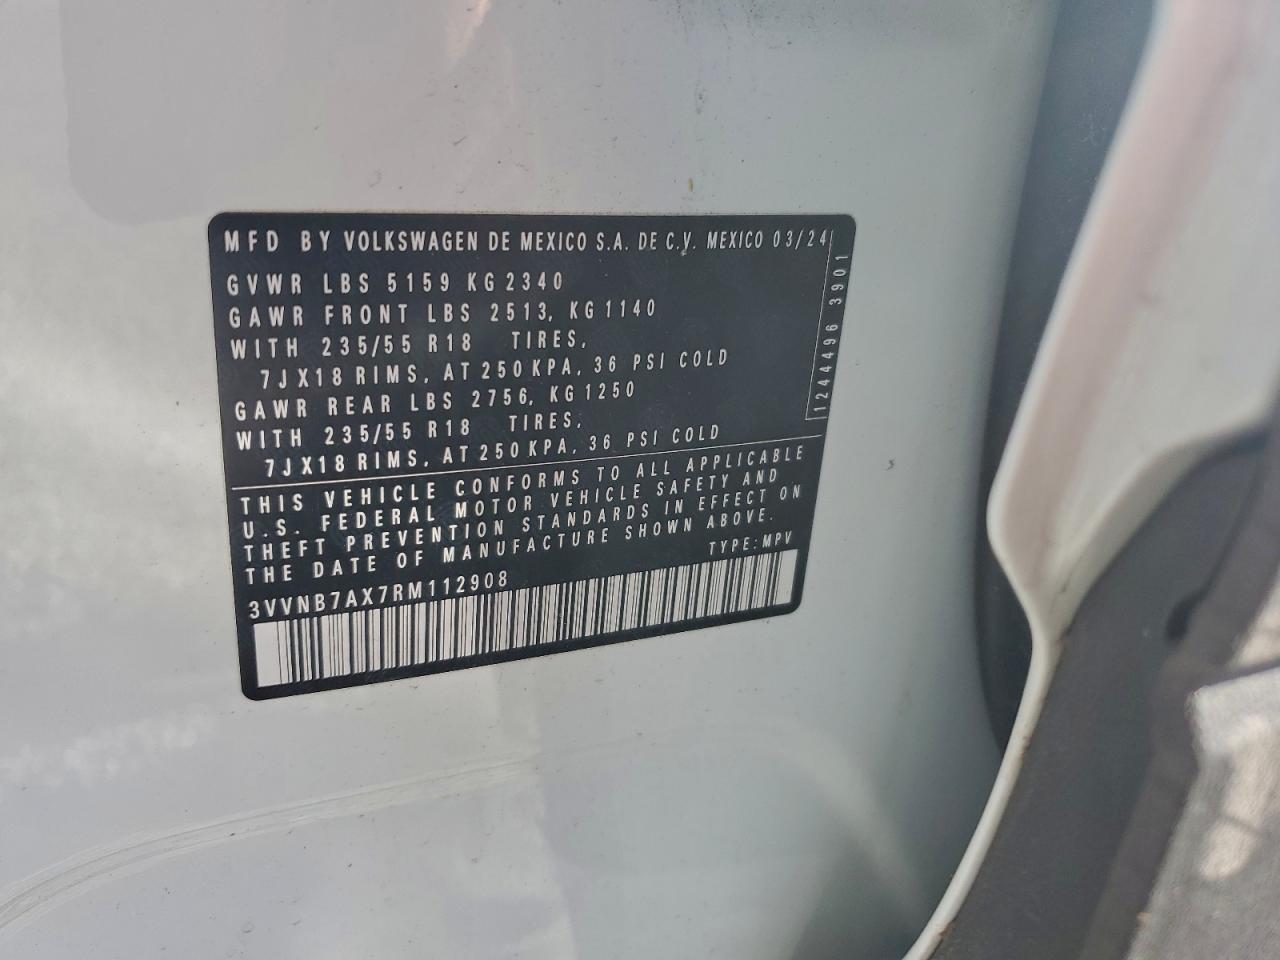 MFD BY VOLKSWAGEN DE MEXICO S.A. DE C.V. MEXICO 03/24
GVWR LBS 5159 KG 2340
GAWR FRONT LBS 2513, KG 1140
WITH 235/55 R18 TIRES,
7JX18 RIMS, AT 250 KPA, 36 PSI COLD
GAWR REAR LBS 2756, KG 1250
WITH 235/55 R18 TIRES,
7JX18 RIMS, AT 250 KPA, 36 PSI COLD
1244496 3901
THIS VEHICLE CONFORMS TO ALL APPLICABLE
U.S. FEDERAL MOTOR VEHICLE SAFETY AND
THEFT PREVENTION STANDARDS IN EFFECT ON
THE DATE OF MANUFACTURE SHOWN ABOVE.
TYPE: MPV
3VVNB7AX7RM112908